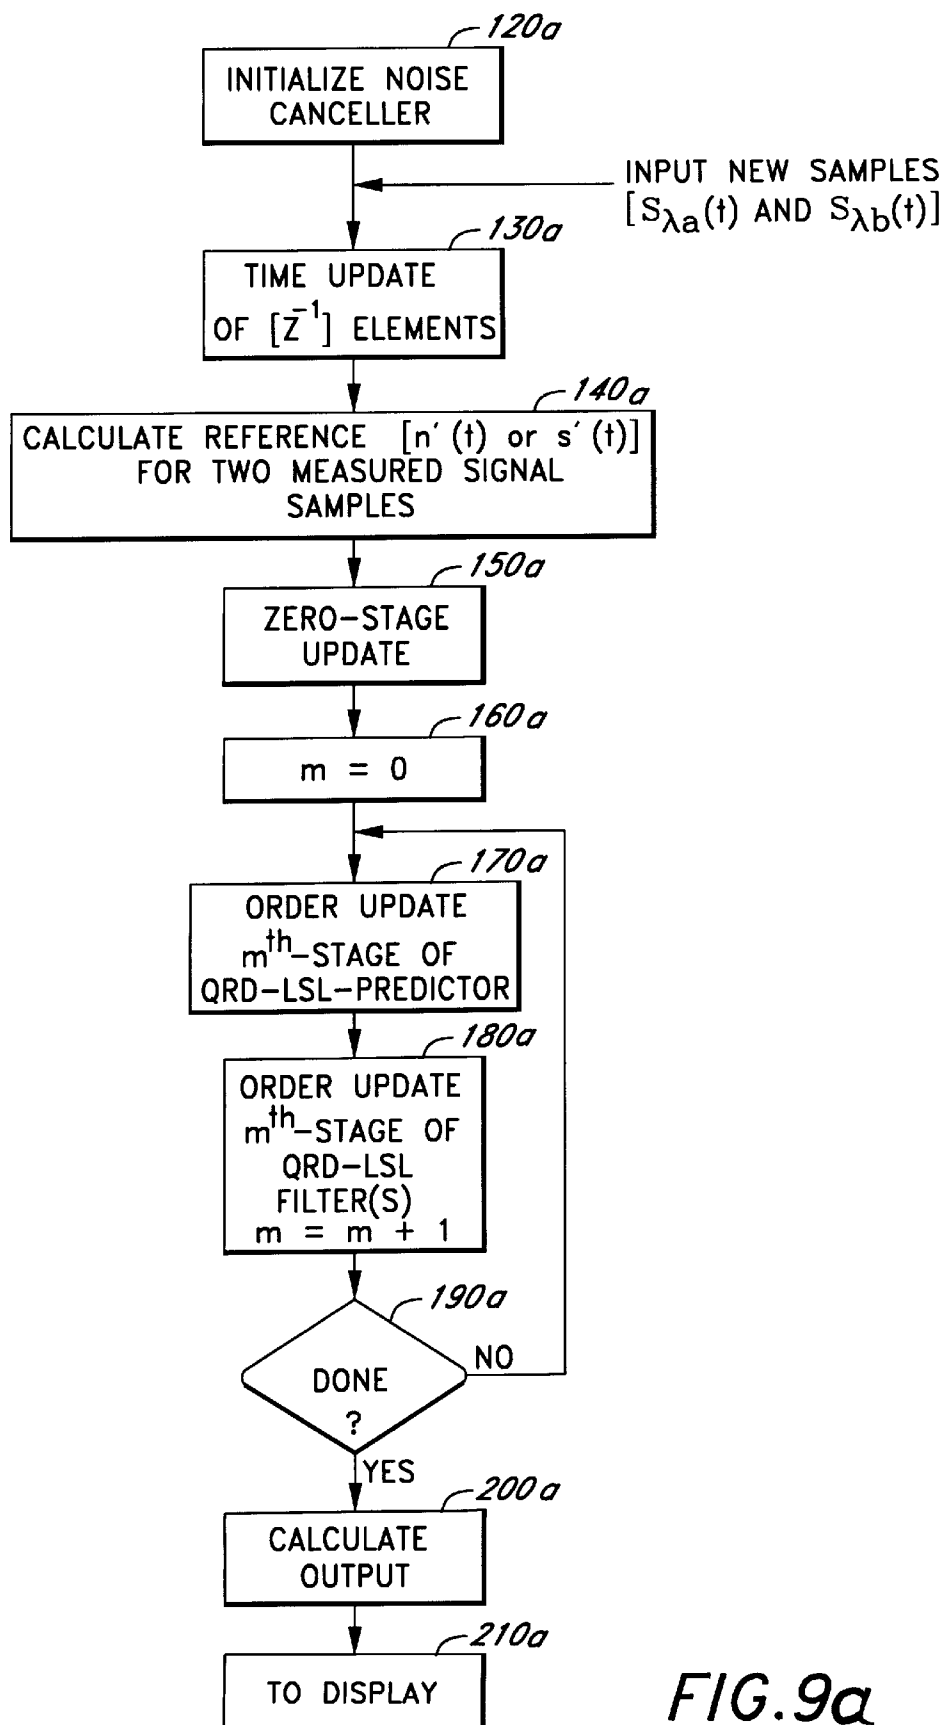 120a
INITIALIZE NOISE
CANCELLER
INPUT NEW SAMPLES
[Sλa(t) AND Sλb(t)]
130a
TIME UPDATE
OF [Z⁻¹] ELEMENTS
140a
CALCULATE REFERENCE [n'(t) or s'(t)]
FOR TWO MEASURED SIGNAL
SAMPLES
150a
ZERO-STAGE
UPDATE
160a
m = 0
170a
ORDER UPDATE
mth-STAGE OF
QRD-LSL-PREDICTOR
180a
ORDER UPDATE
mth-STAGE OF
QRD-LSL
FILTER(S)
m = m + 1
190a
DONE
?
NO
YES
200a
CALCULATE
OUTPUT
210a
TO DISPLAY
FIG.9a